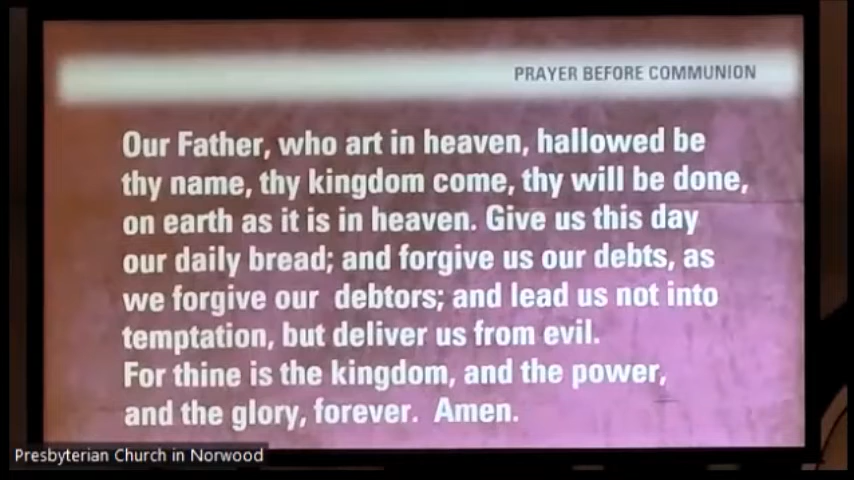 PRAYER BEFORE COMMUNION
Our Father, who art in heaven, hallowed be
thy name, thy kingdom come, thy will be done,
on earth as it is in heaven. Give us this day
our daily bread; and forgive us our debts, as
we forgive our debtors; and lead us not into
temptation, but deliver us from evil.
For thine is the kingdom, and the power,
and the glory, forever. Amen.
Presbyterian Church in Norwood